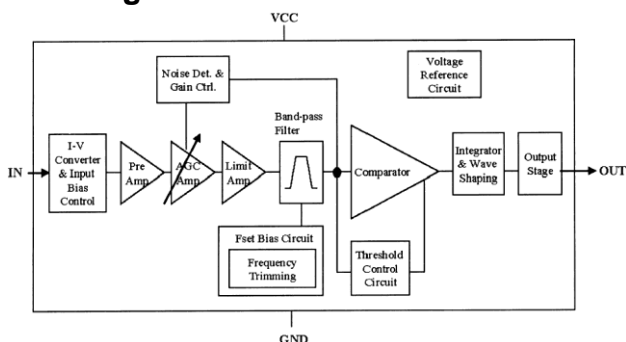 VCC
Noise Det. &
Gain Ctrl.
Voltage
Reference
Circuit
Band-pass
Filter
IN
I-V
Converter
& Input
Bias
Control
Pre
Amp
AGC
Amp
Limit
Amp
Comparator
Integrator
& Wave
Shaping
Output
Stage
OUT
Fset Bias Circuit
Frequency
Trimming
Threshold
Control
Circuit
GND